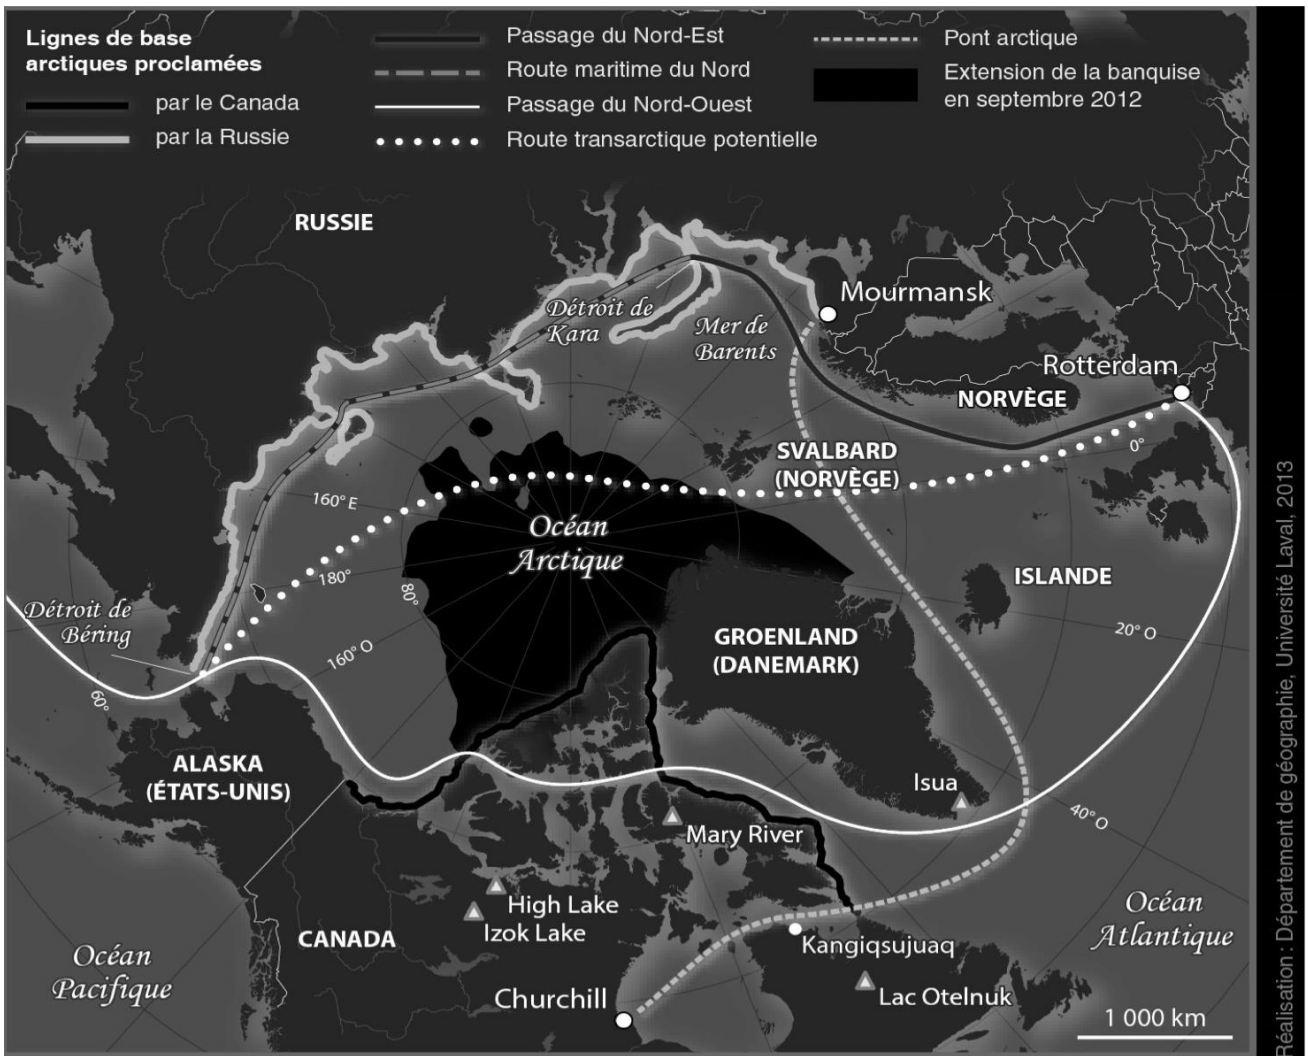 Lignes de base
arctiques proclamées
par le Canada
par la Russie
Passage du Nord-Est
Route maritime du Nord
Passage du Nord-Ouest
Route transarctique potentielle
Pont arctique
Extension de la banquise
en septembre 2012
RUSSIE
Mourmansk
Détroit de
Kara
Mer de
Barents
Rotterdam
NORVÈGE
SVALBARD
(NORVÈGE)
0°
160° E
Océan
Arctique
180°
80°
ISLANDE
Détroit de
Béring
160° O
GROENLAND
(DANEMARK)
20° O
60°
ALASKA
(ÉTATS-UNIS)
Isua
40° O
Mary River
High Lake
Izok Lake
CANADA
Océan
Atlantique
Kangiqsujuaq
Océan
Pacifique
Churchill
Lac Otelnuk
1 000 km
Réalisation : Département de géographie, Université Laval, 2013